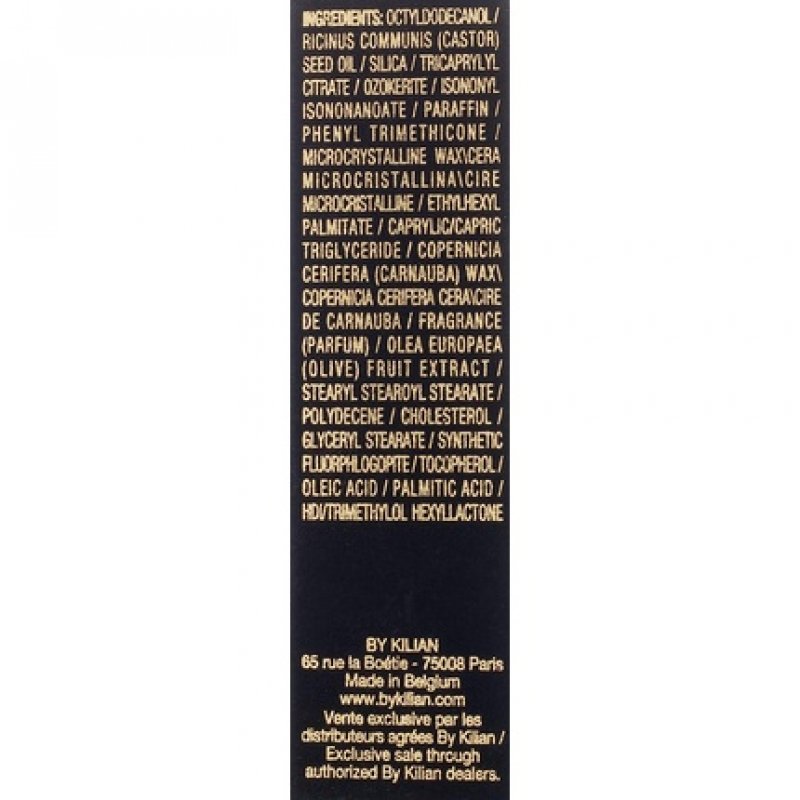 INGREDIENTS: OCTYLDODECANOL /
RICINUS COMMUNIS (CASTOR)
SEED OIL / SILICA / TRICAPRYLYL
CITRATE / OZOKERITE / ISONONYL
ISONONANOATE / PARAFFIN /
PHENYL TRIMETHICONE /
MICROCRYSTALLINE WAX\CERA
MICROCRISTALLINA\CIRE
MICROCRISTALLINE / ETHYLHEXYL
PALMITATE / CAPRYLIC/CAPRIC
TRIGLYCERIDE / COPERNICIA
CERIFERA (CARNAUBA) WAX\
COPERNICIA CERIFERA CERA\CIRE
DE CARNAUBA / FRAGRANCE
(PARFUM) / OLEA EUROPAEA
(OLIVE) FRUIT EXTRACT /
STEARYL STEAROYL STEARATE /
POLYDECENE / CHOLESTEROL /
GLYCERYL STEARATE / SYNTHETIC
FLUORPHLOGOPITE / TOCOPHEROL /
OLEIC ACID / PALMITIC ACID /
HDI/TRIMETHYLOL HEXYLLACTONE
BY KILIAN
65 rue la Boétie - 75008 Paris
Made in Belgium
www.bykilian.com
Vente exclusive par les
distributeurs agrées By Kilian /
Exclusive sale through
authorized By Kilian dealers.